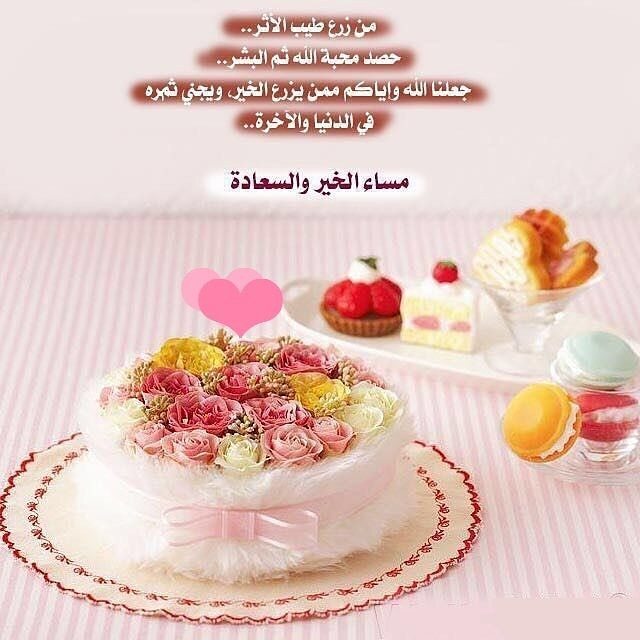 من زرع طيب الأثر..
حصد محبة الله ثم البشر..
جعلنا الله وإياكم ممن يزرع الخير، ويجني ثمره
في الدنيا والآخرة..
مساء الخير والسعادة